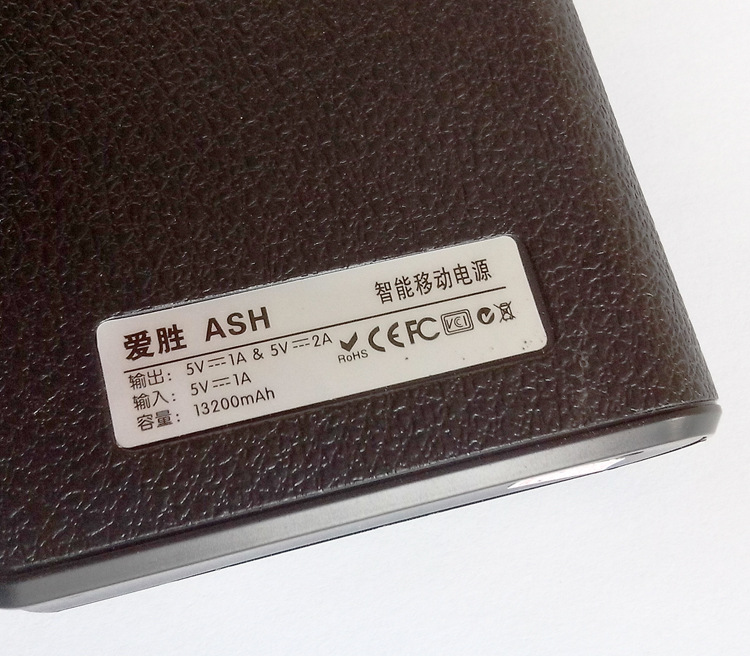 智能移动电源
爱胜 ASH
输出: 5V⎓1A & 5V⎓2A
RoHS CE FC VCCI
输入: 5V⎓1A
容量: 13200mAh